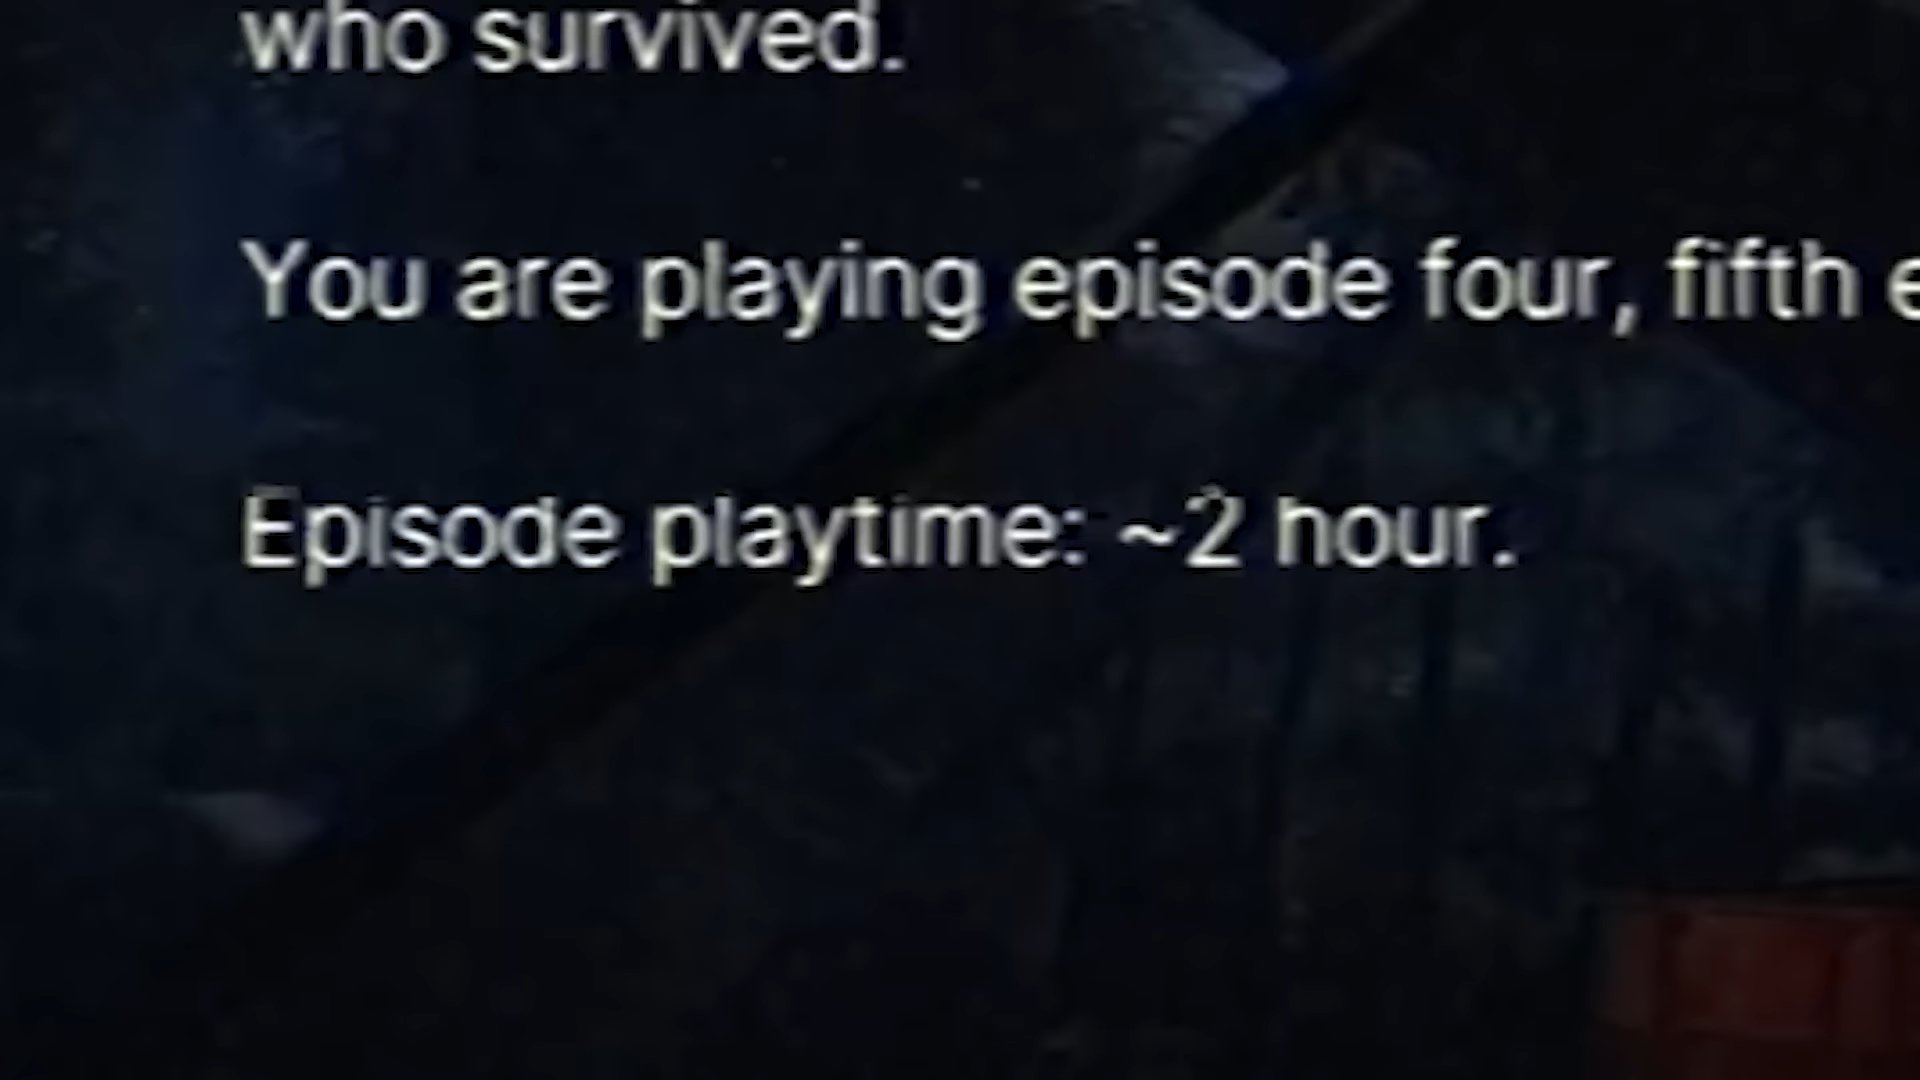 who survived.
You are playing episode four, fifth
Episode playtime: ~2 hour.